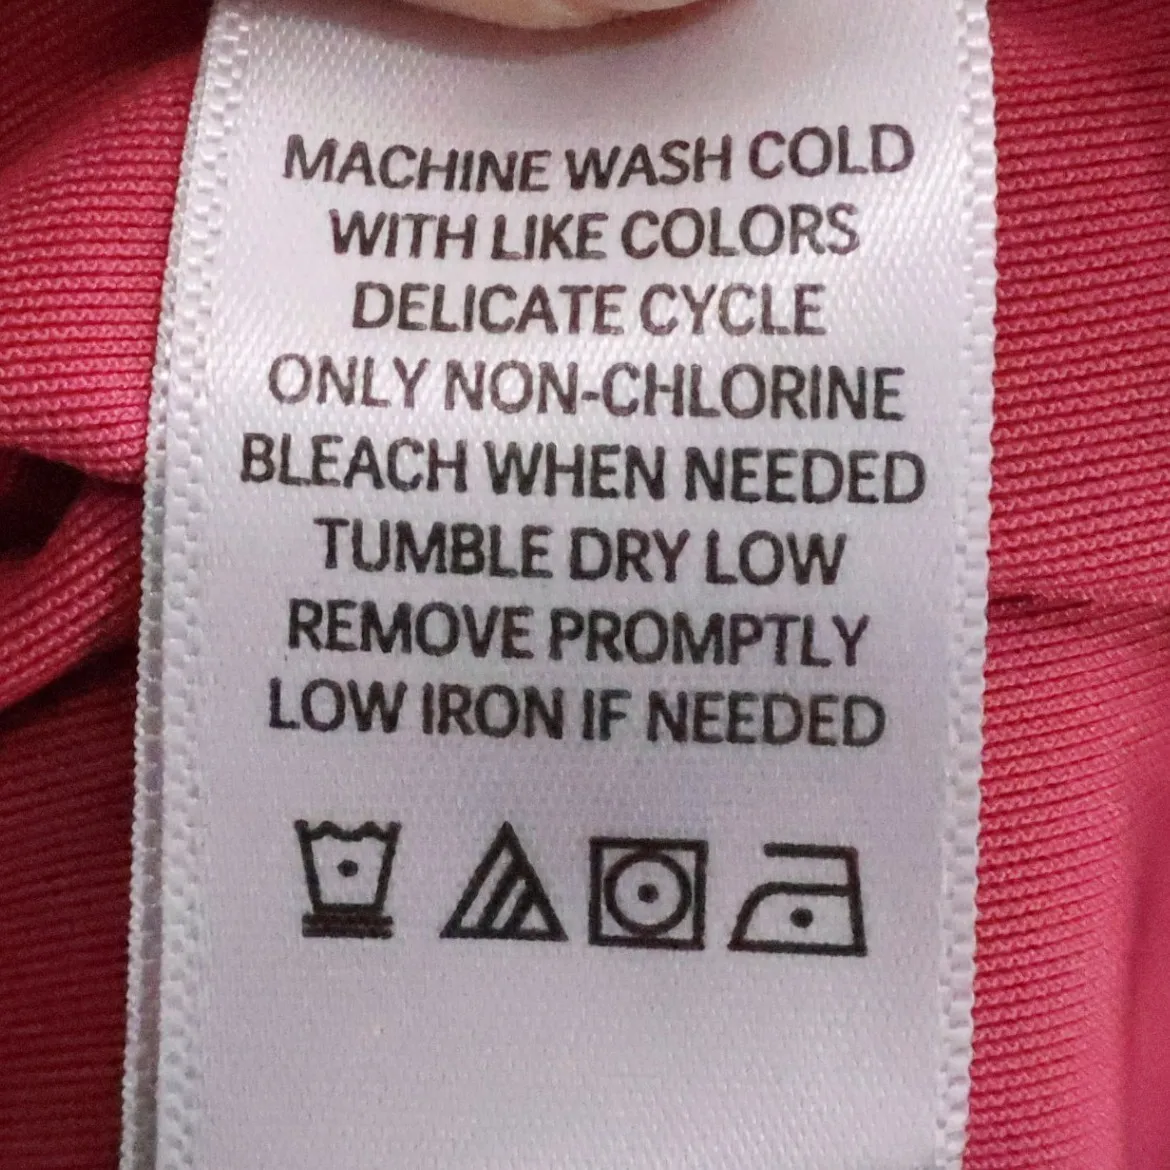 MACHINE WASH COLD
WITH LIKE COLORS
DELICATE CYCLE
ONLY NON-CHLORINE
BLEACH WHEN NEEDED
TUMBLE DRY LOW
REMOVE PROMPTLY
LOW IRON IF NEEDED